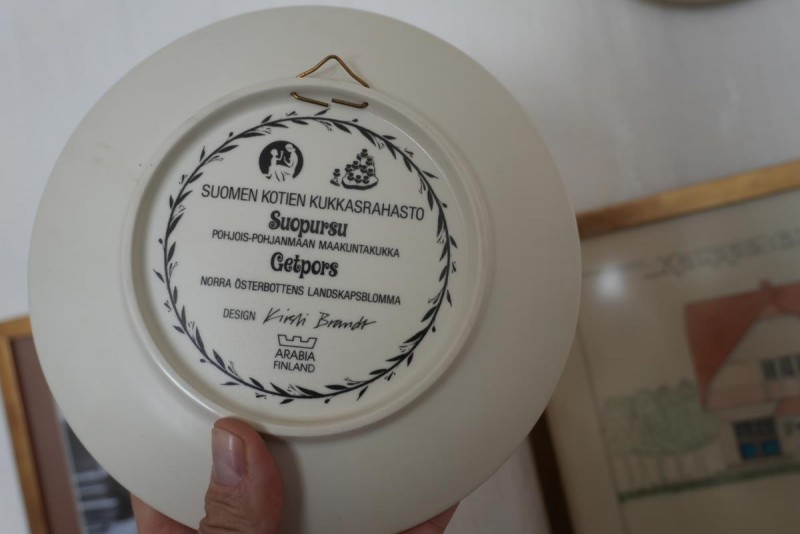 SUOMEN KOTIEN KUKKASRAHASTO
Suopursu
POHJOIS-POHJANMAAN MAAKUNTAKUKKA
Getpors
NORRA ÖSTERBOTTENS LANDSKAPSBLOMMA
DESIGN Kirsti Brandt
ARABIA
FINLAND